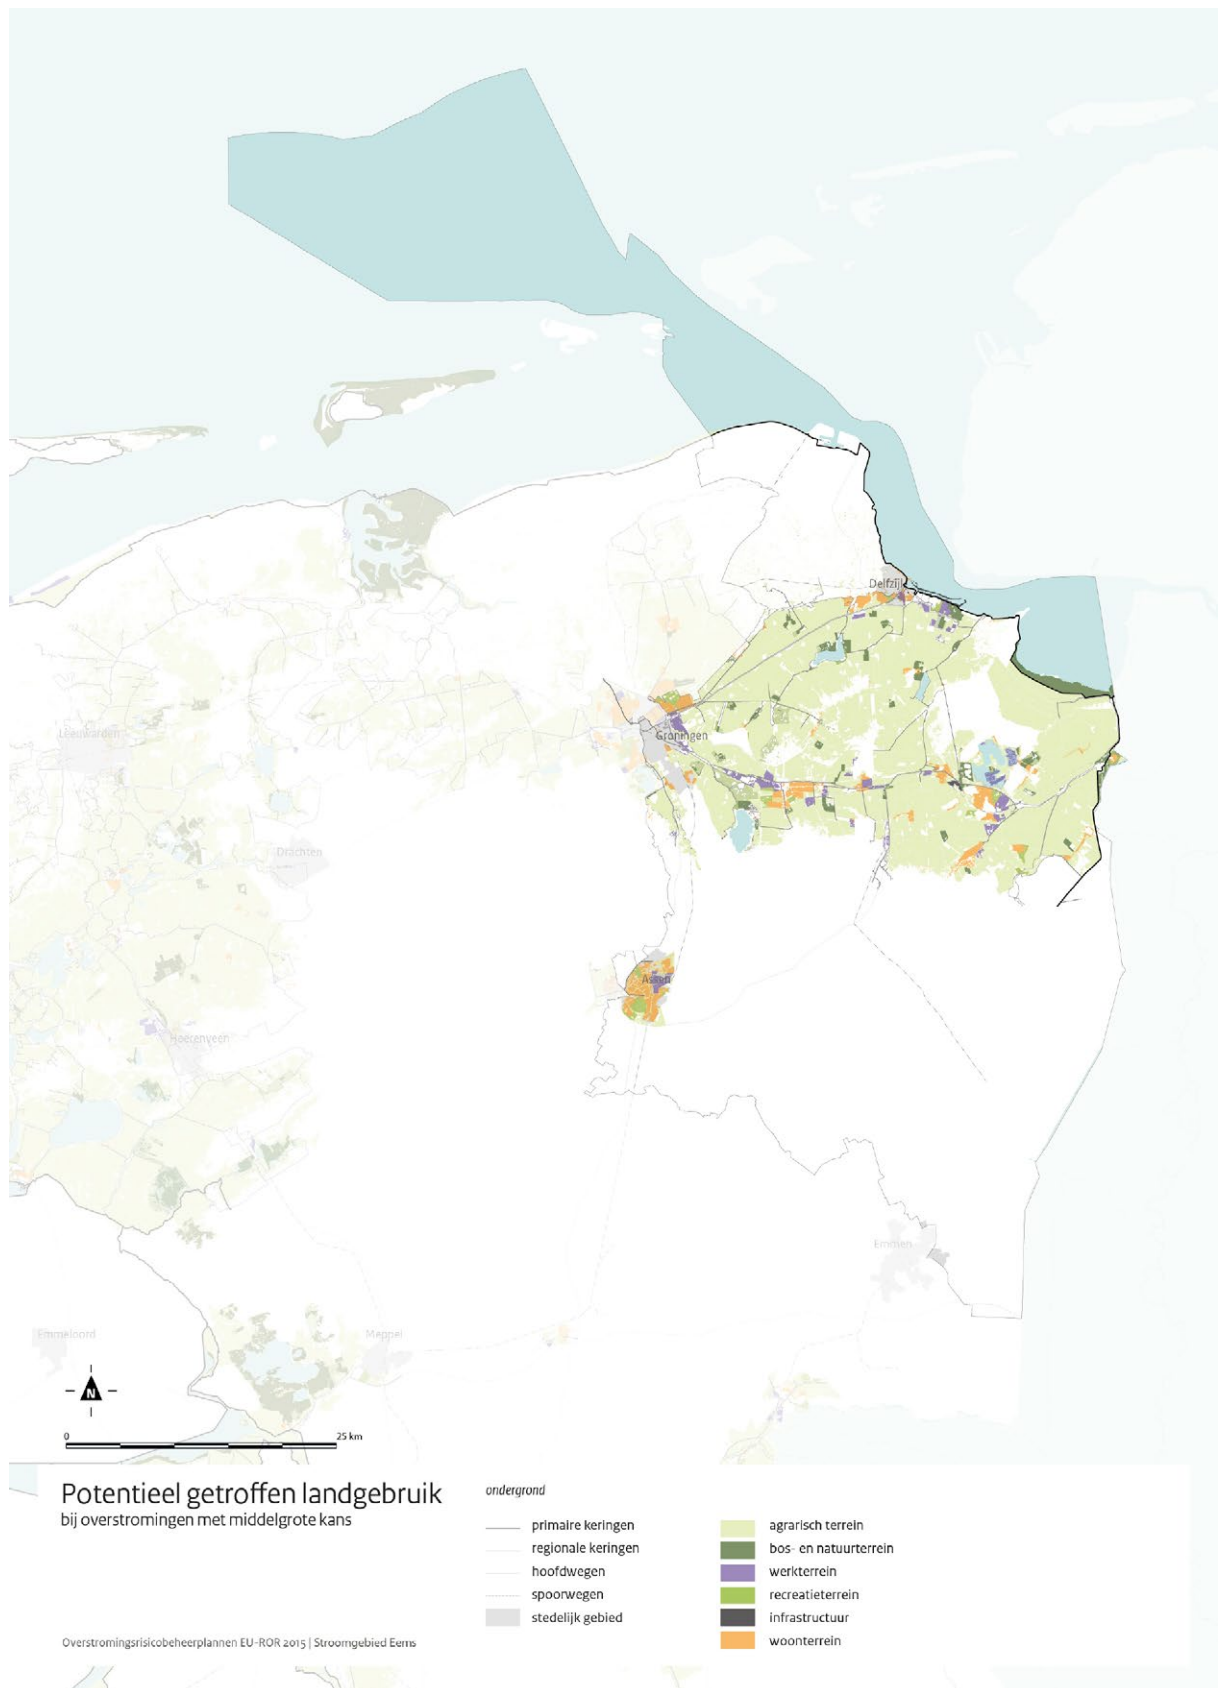 Delfzijl
Groningen
Leeuwarden
Drachten
Assen
Heerenveen
Emmen
Emmeloord
Meppel
N
0 25 km
Potentieel getroffen landgebruik
bij overstromingen met middelgrote kans
Overstromingsrisicobeheerplannen EU-ROR 2015 | Stroomgebied Eems
ondergrond
primaire keringen
regionale keringen
hoofdwegen
spoorwegen
stedelijk gebied
agrarisch terrein
bos- en natuurterrein
werkterrein
recreatieterrein
infrastructuur
woonterrein